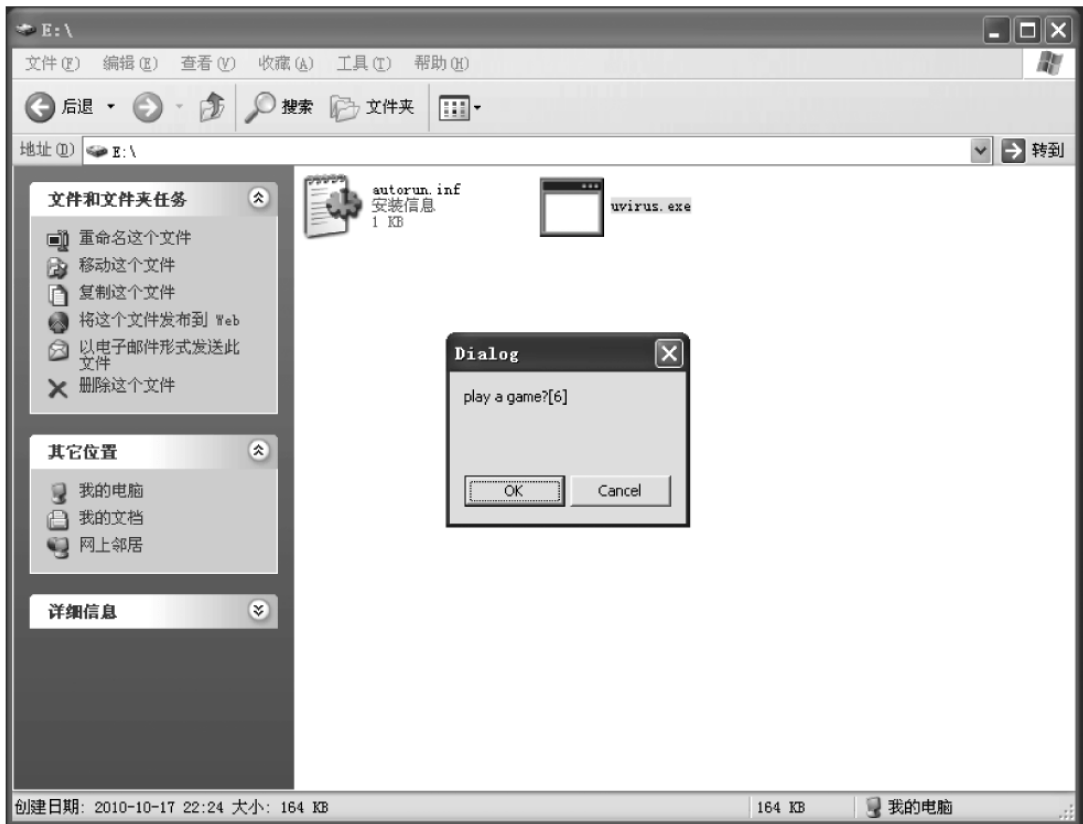 E:\
文件(F) 编辑(E) 查看(V) 收藏(A) 工具(T) 帮助(H)
后退 搜索 文件夹
地址(D) E:\ 转到
文件和文件夹任务
重命名这个文件
移动这个文件
复制这个文件
将这个文件发布到 Web
以电子邮件形式发送此
文件
删除这个文件
其它位置
我的电脑
我的文档
网上邻居
详细信息
autorun.inf
安装信息
1 KB
uvirus.exe
Dialog
play a game?[6]
OK Cancel
创建日期: 2010-10-17 22:24 大小: 164 KB 164 KB 我的电脑